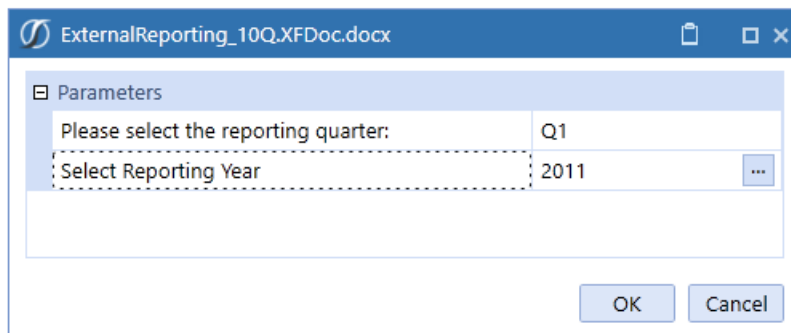 ExternalReporting_10Q.XFDoc.docx
Parameters
Please select the reporting quarter: Q1
Select Reporting Year 2011 ...
OK Cancel